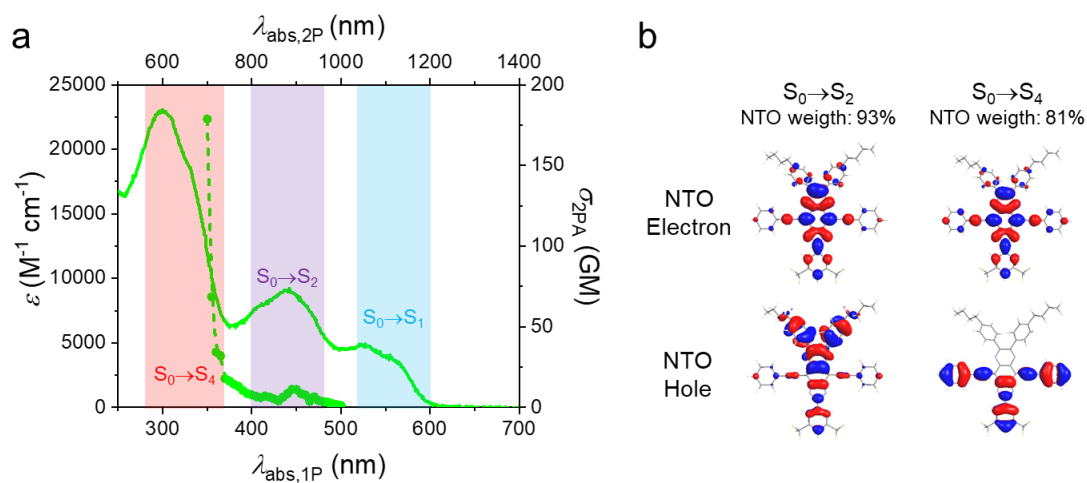 a
λabs,2P (nm)
600 800 1000 1200 1400
25000
20000
15000
10000
5000
0
ε (M-1 cm-1)
200
150
100
50
0
σ2PA (GM)
S0→S4
S0→S2
S0→S1
300 400 500 600 700
λabs,1P (nm)
b
S0→S2
NTO weigth: 93%
S0→S4
NTO weigth: 81%
NTO
Electron
NTO
Hole